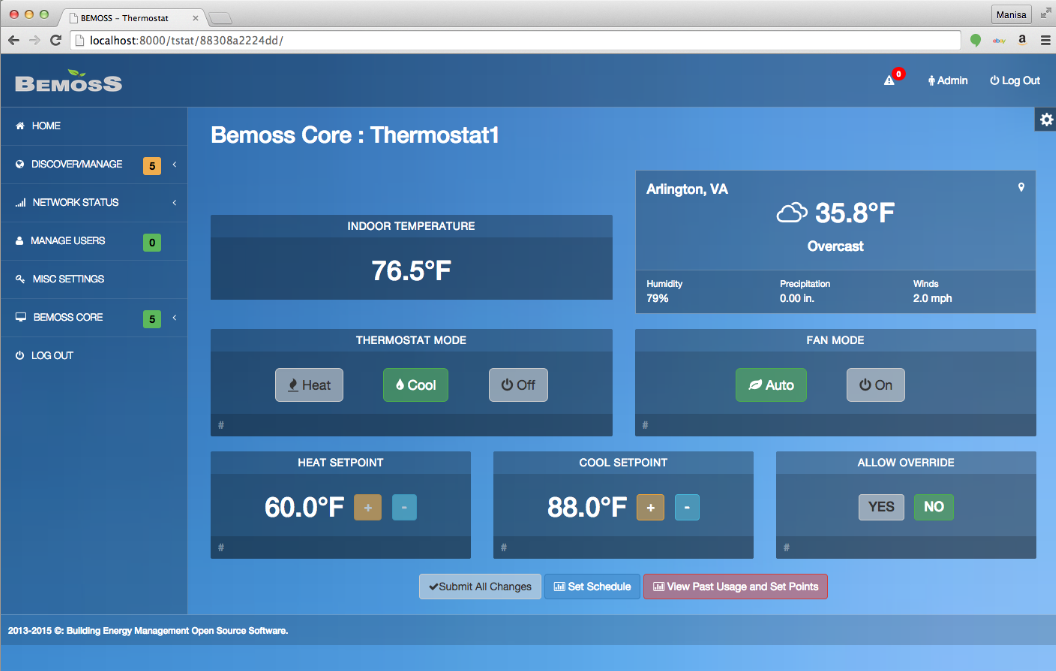 BEMOSS - Thermostat
Manisa
localhost:8000/tstat/88308a2224dd/
ebay
a
BEMOSS
0
Admin
Log Out
HOME
DISCOVER/MANAGE 5
NETWORK STATUS
MANAGE USERS 0
MISC SETTINGS
BEMOSS CORE 5
LOG OUT
Bemoss Core : Thermostat1
Arlington, VA
35.8°F
Overcast
Humidity Precipitation Winds
79% 0.00 in. 2.0 mph
INDOOR TEMPERATURE
76.5°F
THERMOSTAT MODE
Heat Cool Off
#
FAN MODE
Auto On
#
HEAT SETPOINT
60.0°F + -
#
COOL SETPOINT
88.0°F + -
#
ALLOW OVERRIDE
YES NO
#
Submit All Changes Set Schedule View Past Usage and Set Points
2013-2015 ©: Building Energy Management Open Source Software.